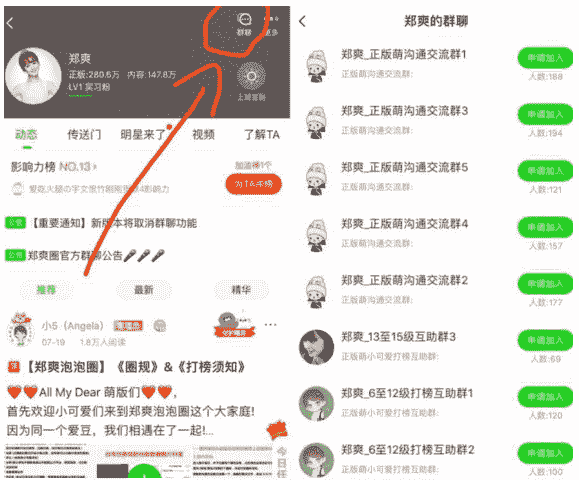 群聊
更多
郑爽
正版:280.6万 内容:147.8万
LV1 实习粉
动态 传送门 明星来了 视频 了解TA
影响力榜 NO.13
为TA打榜
公告 【重要通知】新版本将取消群聊功能
公告 郑爽圈官方群聊公告🎤🎤🎤
推荐 最新 精华
小5（Angela）
07-19 1.8万人阅读
【郑爽泡泡圈】《圈规》&《打榜须知》
❤️❤️All My Dear 萌版们❤️❤️,
首先欢迎小可爱们来到郑爽泡泡圈这个大家庭!
因为同一个爱豆，我们相遇在了一起!...
郑爽的群聊
郑爽_正版萌沟通交流群1
正版萌沟通交流群:
申请加入
人数:188
郑爽_正版萌沟通交流群3
正版萌沟通交流群:
申请加入
人数:194
郑爽_正版萌沟通交流群5
正版萌沟通交流群:
申请加入
人数:121
郑爽_正版萌沟通交流群4
正版萌沟通交流群:
申请加入
人数:157
郑爽_正版萌沟通交流群2
正版萌沟通交流群:
申请加入
人数:177
郑爽_13至15级互助群3
正版萌小可爱打榜互助群:
申请加入
人数:69
郑爽_6至12级打榜互助群1
正版萌小可爱打榜互助群:
申请加入
人数:120
郑爽_6至12级打榜互助群2
正版萌小可爱打榜互助群:
申请加入
人数:100